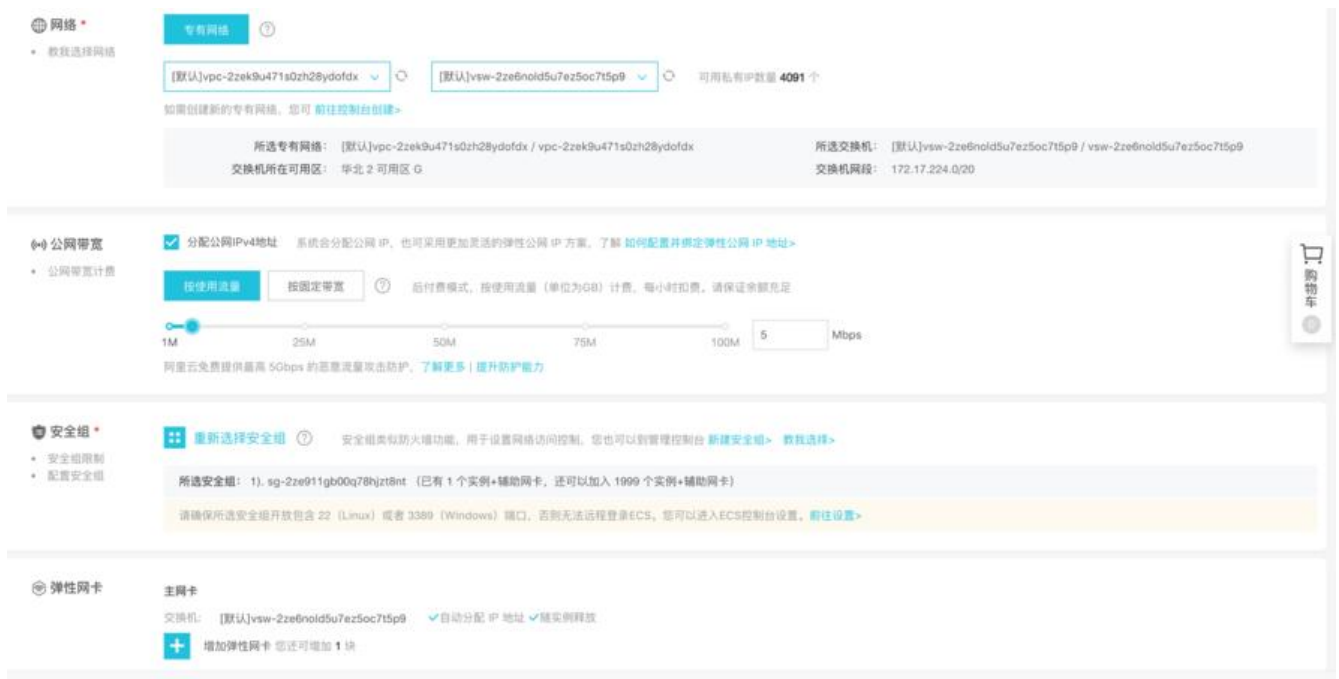 网络 *
专有网络 ?
• 教我选择网络
[默认]vpc-2zek9u471s0zh28ydofdx [默认]vsw-2ze6nold5u7ez5oc7t5p9 可用私有IP数量 4091 个
如需创建新的专有网络，您可 前往控制台创建>
所选专有网络： [默认]vpc-2zek9u471s0zh28ydofdx / vpc-2zek9u471s0zh28ydofdx 所选交换机： [默认]vsw-2ze6nold5u7ez5oc7t5p9 / vsw-2ze6nold5u7ez5oc7t5p9
交换机所在可用区： 华北 2 可用区 G 交换机网段： 172.17.224.0/20
公网带宽 分配公网IPv4地址 系统会分配公网 IP，也可采用更加灵活的弹性公网 IP 方案，了解 如何配置并绑定弹性公网 IP 地址>
• 公网带宽计费
按使用流量 按固定带宽 ? 后付费模式，按使用流量（单位为GB）计费，每小时扣费。请保证余额充足
1M 25M 50M 75M 100M 5 Mbps
阿里云免费提供最高 5Gbps 的恶意流量攻击防护，了解更多 | 提升防护能力
购物车
0
安全组 * 重新选择安全组 ? 安全组类似防火墙功能，用于设置网络访问控制，您也可以到管理控制台 新建安全组> 教我选择>
• 安全组限制
• 配置安全组
所选安全组： 1). sg-2ze911gb00q78hjzt8nt （已有 1 个实例+辅助网卡，还可以加入 1999 个实例+辅助网卡）
请确保所选安全组开放包含 22（Linux）或者 3389（Windows）端口，否则无法远程登录ECS。您可以进入ECS控制台设置。前往设置>
弹性网卡 主网卡
交换机： [默认]vsw-2ze6nold5u7ez5oc7t5p9 自动分配 IP 地址 随实例释放
增加弹性网卡 您还可增加 1 块